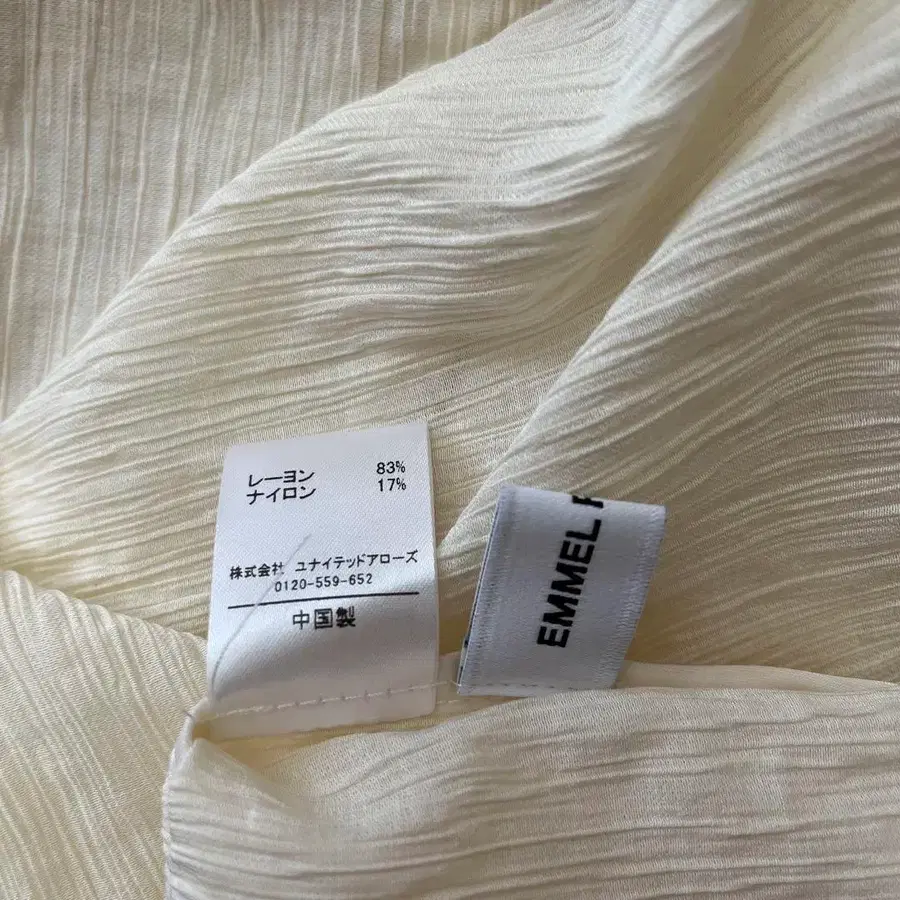 レーヨン 83%
ナイロン 17%
株式会社 ユナイテッドアローズ
0120-559-652
中国製
EMMEL